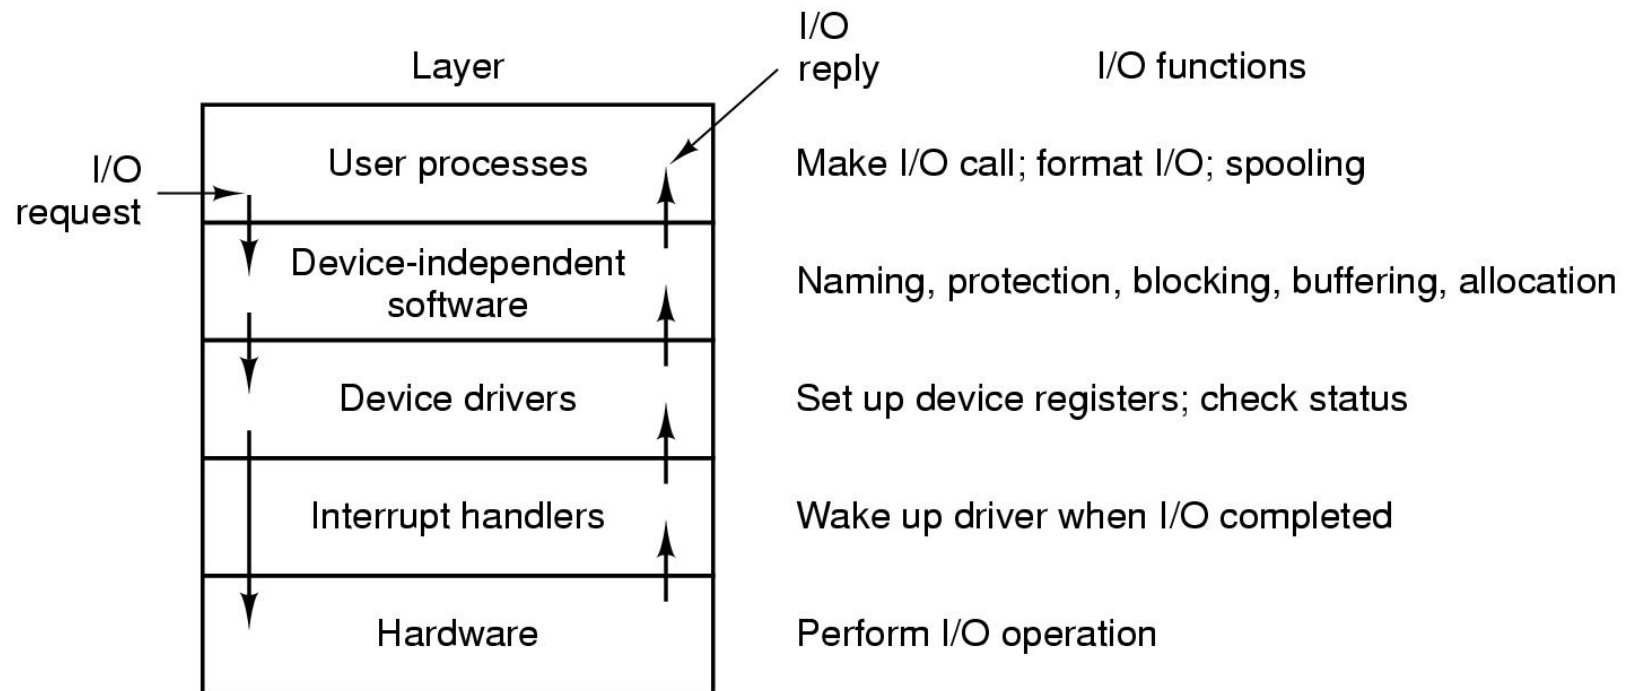 I/O
reply
Layer
I/O functions
I/O
request
User processes
Make I/O call; format I/O; spooling
Device-independent
software
Naming, protection, blocking, buffering, allocation
Device drivers
Set up device registers; check status
Interrupt handlers
Wake up driver when I/O completed
Hardware
Perform I/O operation